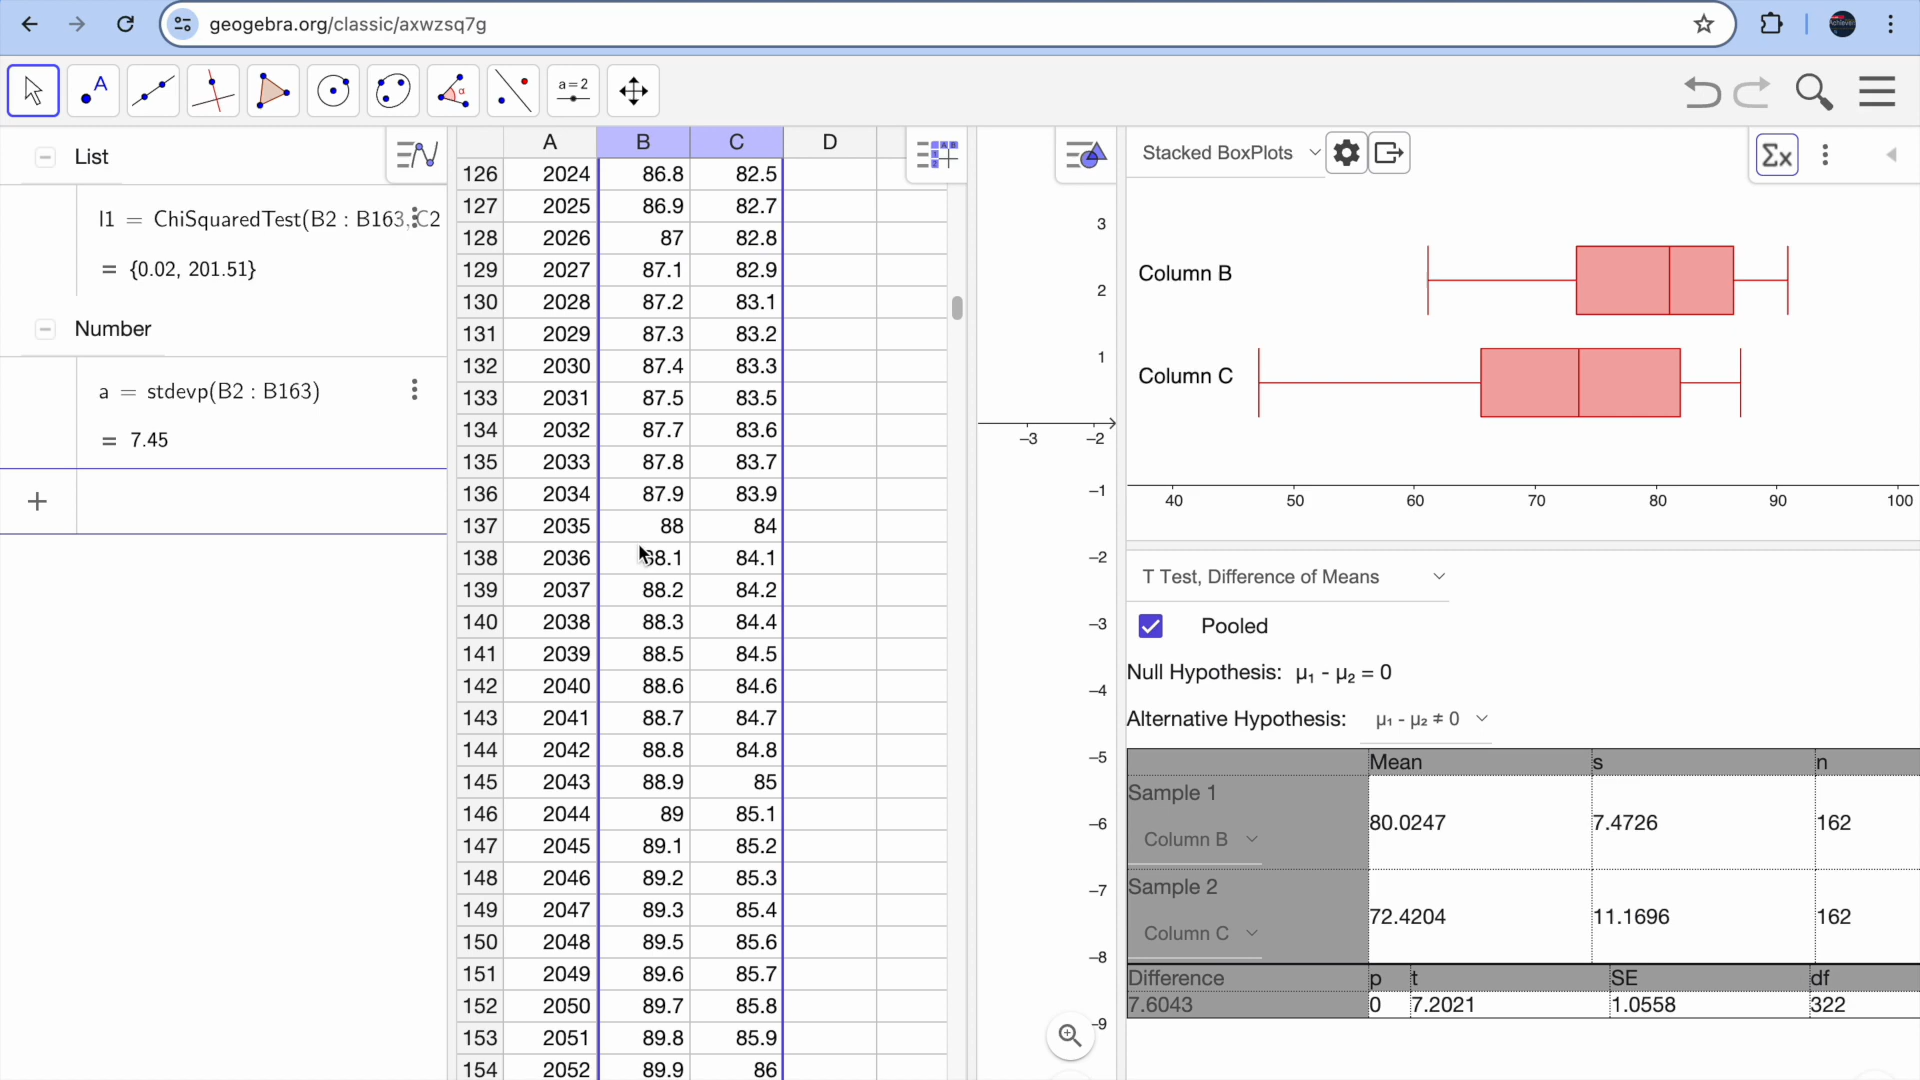 geogebra.org/classic/axwzsq7g
A
α
a=2
List
l1 = ChiSquaredTest(B2 : B163, C2
= {0.02, 201.51}
Number
a = stdevp(B2 : B163)
= 7.45
+
A B C D
126 2024 86.8 82.5
127 2025 86.9 82.7
128 2026 87 82.8
129 2027 87.1 82.9
130 2028 87.2 83.1
131 2029 87.3 83.2
132 2030 87.4 83.3
133 2031 87.5 83.5
134 2032 87.7 83.6
135 2033 87.8 83.7
136 2034 87.9 83.9
137 2035 88 84
138 2036 88.1 84.1
139 2037 88.2 84.2
140 2038 88.3 84.4
141 2039 88.5 84.5
142 2040 88.6 84.6
143 2041 88.7 84.7
144 2042 88.8 84.8
145 2043 88.9 85
146 2044 89 85.1
147 2045 89.1 85.2
148 2046 89.2 85.3
149 2047 89.3 85.4
150 2048 89.5 85.6
151 2049 89.6 85.7
152 2050 89.7 85.8
153 2051 89.8 85.9
154 2052 89.9 86
3
2
1
–3 –2
–1
–2
–3
–4
–5
–6
–7
–8
–9
Stacked BoxPlots
Σx
Column B
Column C
40 50 60 70 80 90 100
T Test, Difference of Means
Pooled
Null Hypothesis: μ₁ - μ₂ = 0
Alternative Hypothesis: μ₁ - μ₂ ≠ 0
Mean s n
Sample 1
Column B
80.0247 7.4726 162
Sample 2
Column C
72.4204 11.1696 162
Difference p t SE df
7.6043 0 7.2021 1.0558 322